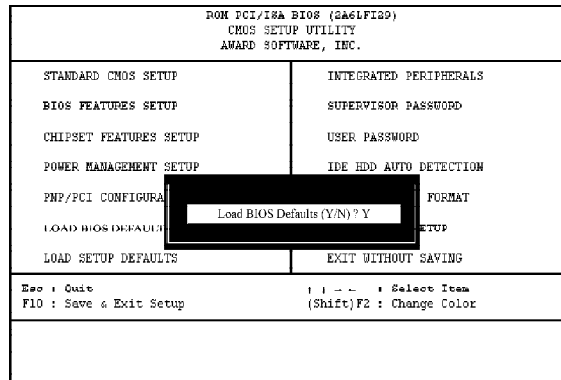 ROM PCI/ISA BIOS (2A6LFI29)
CMOS SETUP UTILITY
AWARD SOFTWARE, INC.
STANDARD CMOS SETUP
BIOS FEATURES SETUP
CHIPSET FEATURES SETUP
POWER MANAGEMENT SETUP
PNP/PCI CONFIGURA
LOAD BIOS DEFAULT
LOAD SETUP DEFAULTS
INTEGRATED PERIPHERALS
SUPERVISOR PASSWORD
USER PASSWORD
IDE HDD AUTO DETECTION
FORMAT
ETUP
EXIT WITHOUT SAVING
Load BIOS Defaults (Y/N) ? Y
Esc : Quit
F10 : Save & Exit Setup
↑ ↓ → ← : Select Item
(Shift)F2 : Change Color